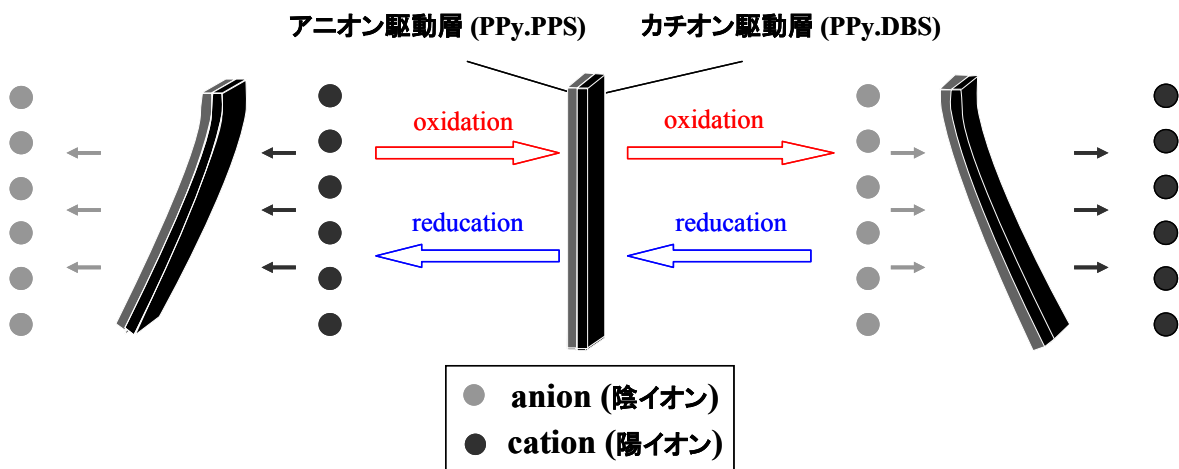 アニオン駆動層 (PPy.PPS)
カチオン駆動層 (PPy.DBS)
oxidation
oxidation
reducation
reducation
anion (陰イオン)
cation (陽イオン)